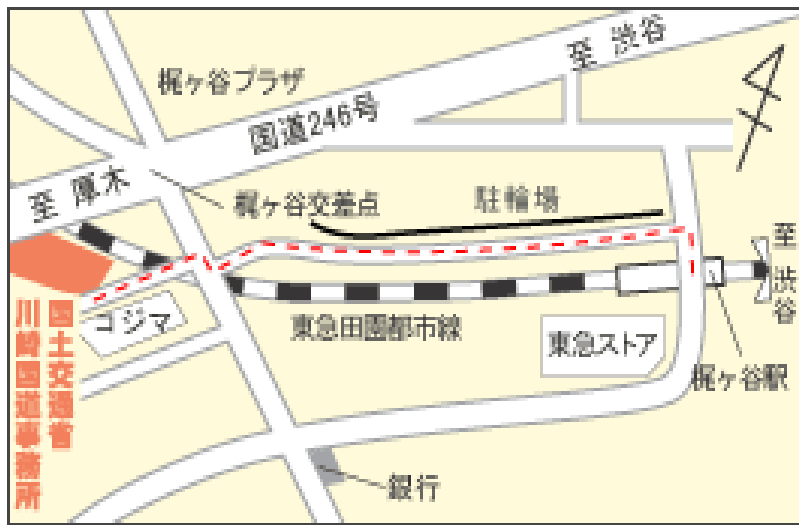 至 渋谷
梶ヶ谷プラザ
国道246号
至 厚木
梶ヶ谷交差点
駐輪場
至 渋谷
コジマ
東急田園都市線
東急ストア
梶ヶ谷駅
国土交通省
川崎国道事務所
銀行